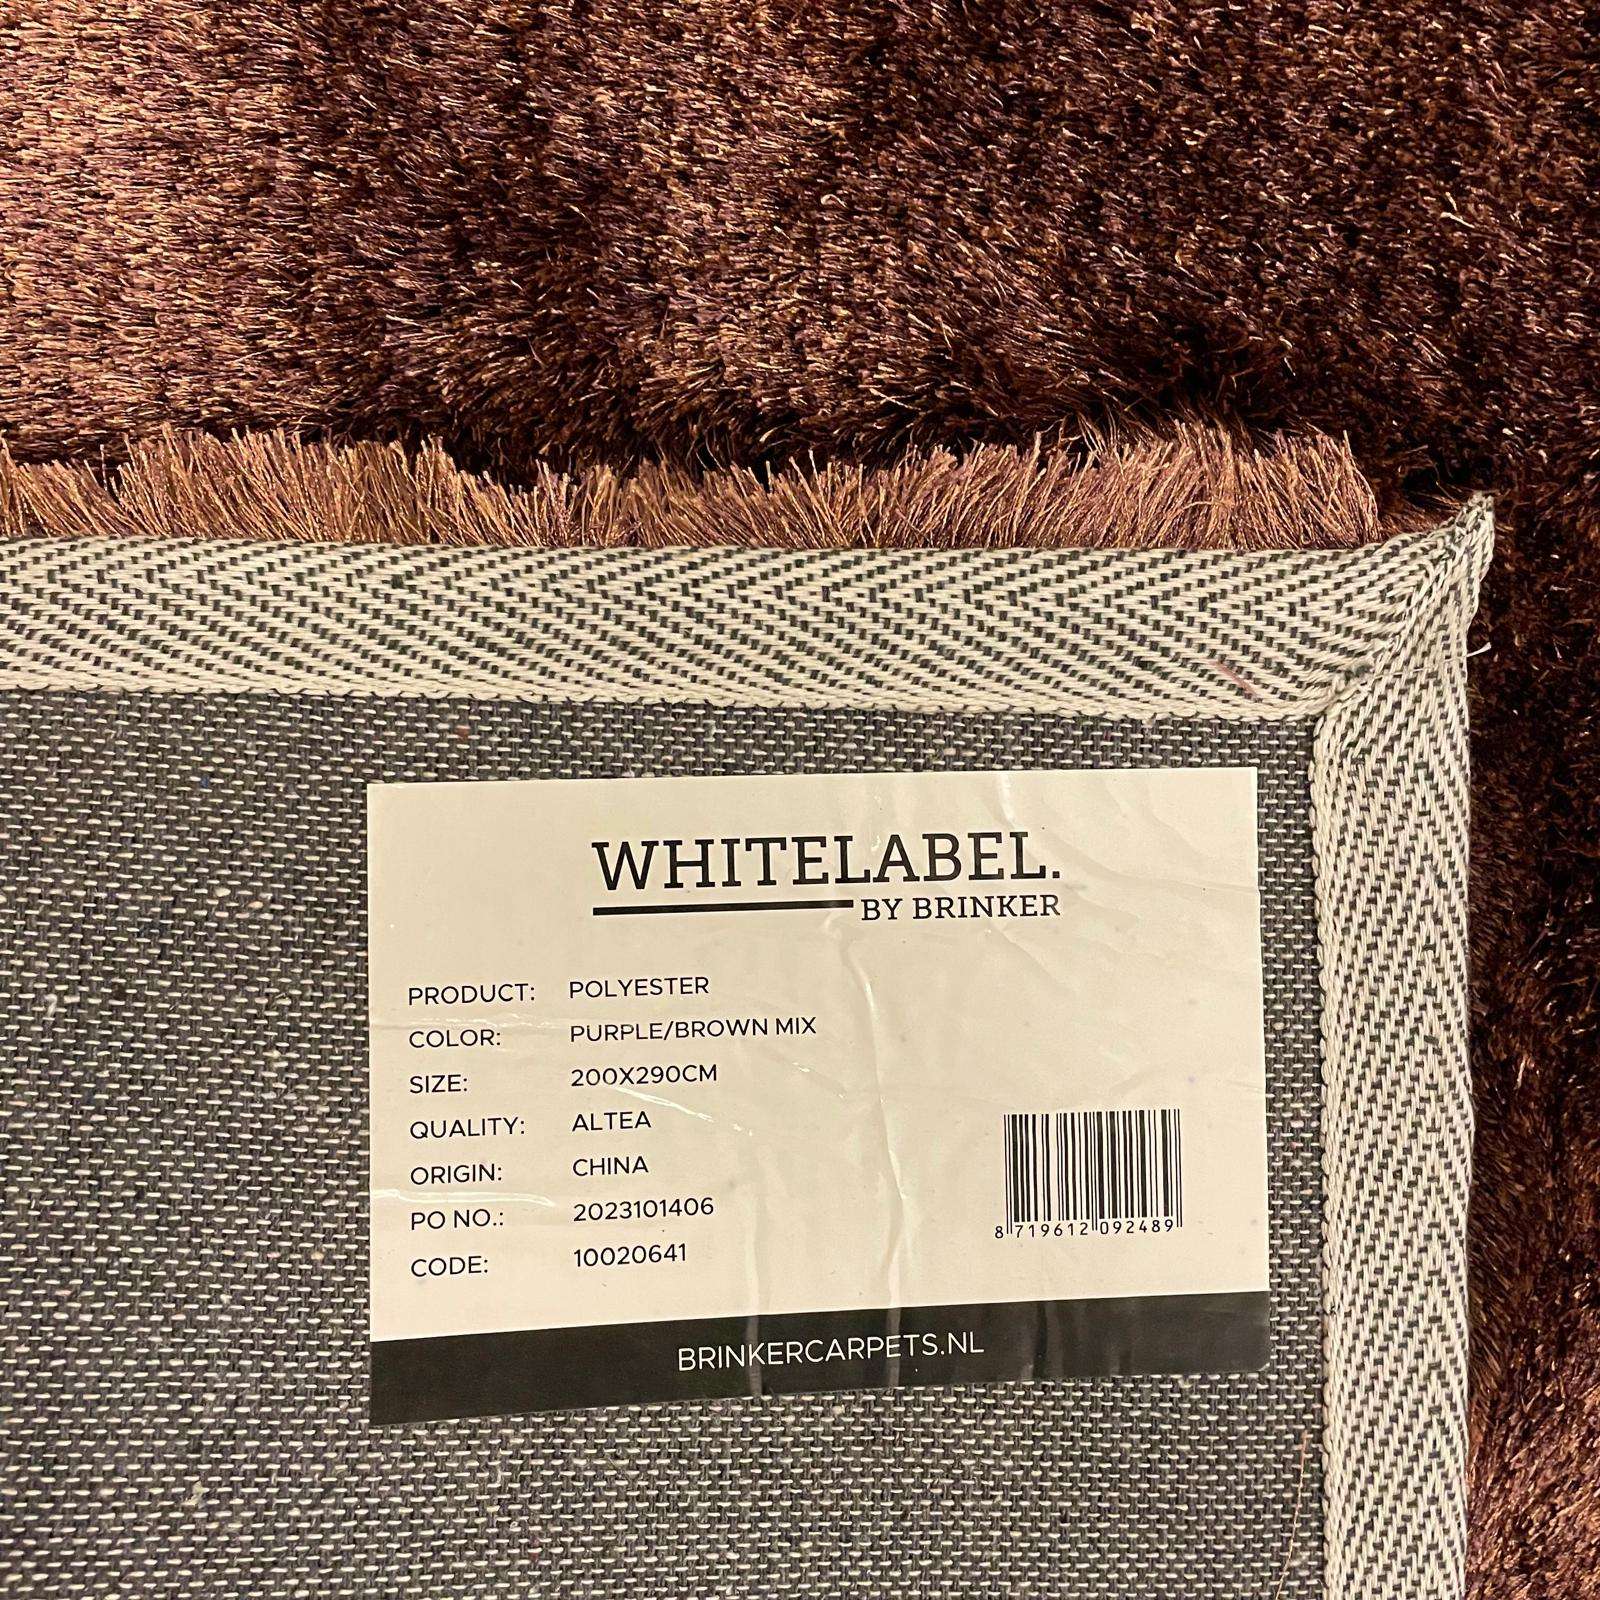 WHITELABEL.
BY BRINKER
PRODUCT: POLYESTER
COLOR: PURPLE/BROWN MIX
SIZE: 200X290CM
QUALITY: ALTEA
ORIGIN: CHINA
PO NO.: 2023101406
CODE: 10020641
8 719612 092489
BRINKERCARPETS.NL